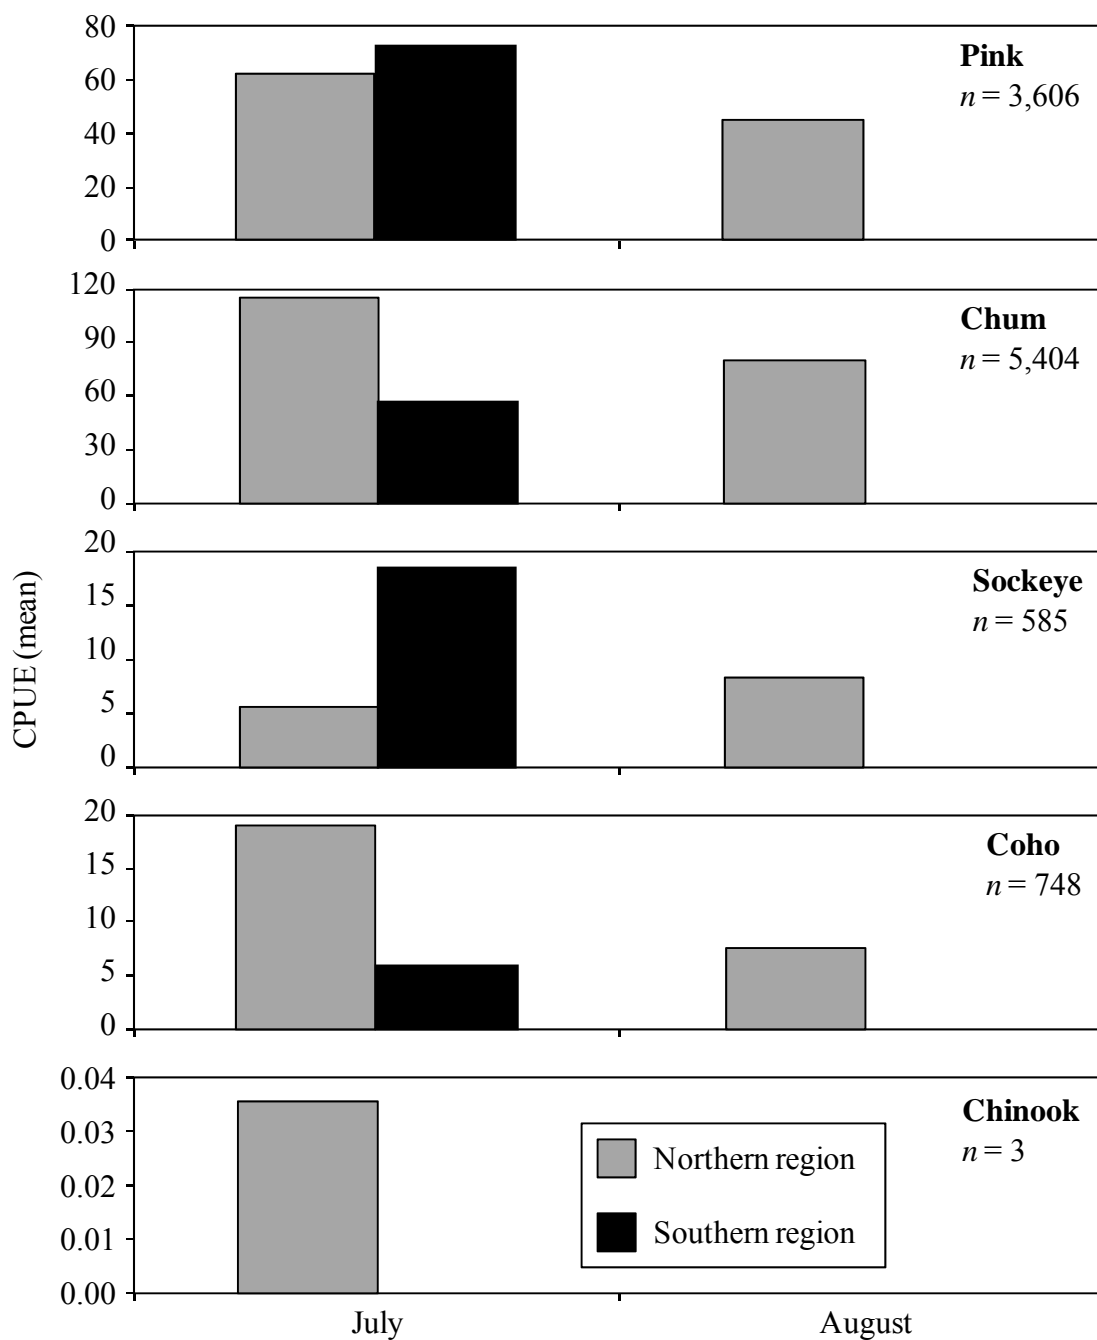 80
60
40
20
0
Pink
n = 3,606
120
90
60
30
0
Chum
n = 5,404
20
15
10
5
0
Sockeye
n = 585
CPUE (mean)
20
15
10
5
0
Coho
n = 748
0.04
0.03
0.02
0.01
0.00
Chinook
n = 3
Northern region
Southern region
July August